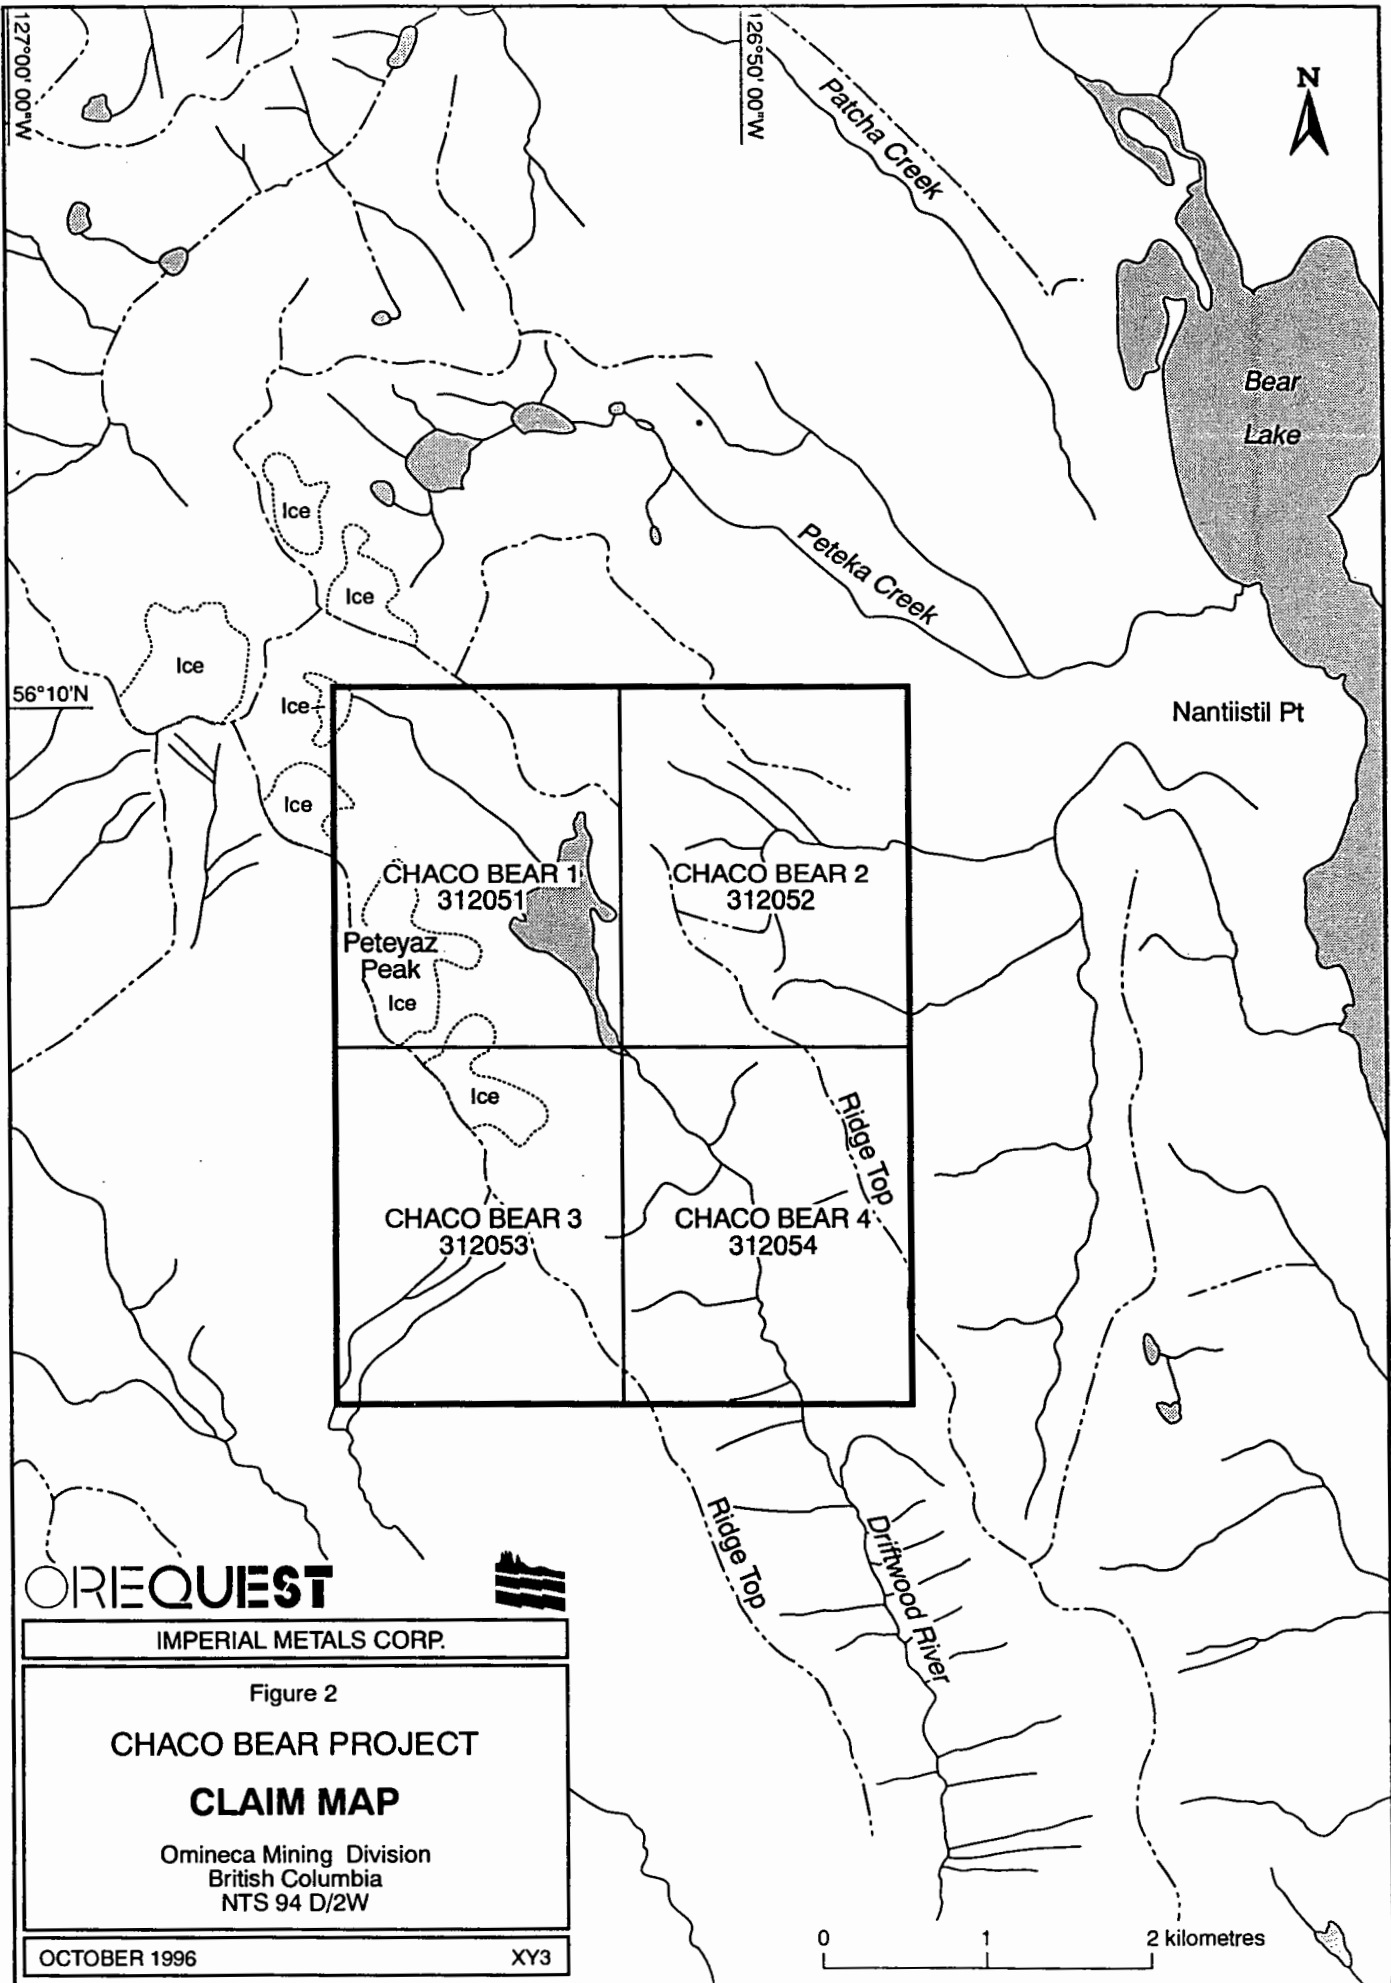 127°00' 00"W
126°50' 00"W
N
Patcha Creek
Bear
Lake
Ice
Peteka Creek
Ice
Ice
56°10'N
Ice
Nantiistil Pt
Ice
CHACO BEAR 1
312051
CHACO BEAR 2
312052
Peteyaz
Peak
Ice
Ice
Ridge Top
CHACO BEAR 3
312053
CHACO BEAR 4
312054
Ridge Top
Driftwood River
OREQUEST
IMPERIAL METALS CORP.
Figure 2
CHACO BEAR PROJECT
CLAIM MAP
Omineca Mining Division
British Columbia
NTS 94 D/2W
OCTOBER 1996 XY3
0 1 2 kilometres